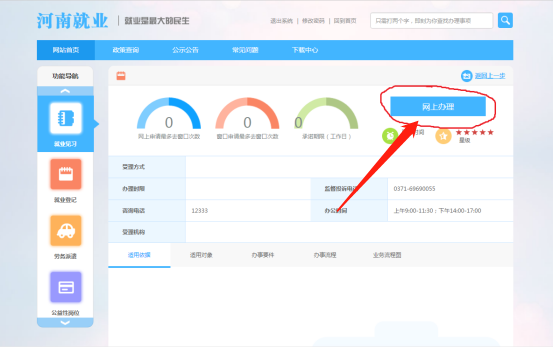 河南就业 | 就业是最大的民生
退出系统 | 修改密码 | 回到首页
只需打两个字，即时为你查找办理事项
网站首页 政策查询 公示公告 常见问题 下载中心
功能导航
返回上一步
就业见习
就业登记
劳务派遣
公益性岗位
0 0 0
网上申请最多去窗口次数 窗口申请最多去窗口次数 承诺期限（工作日）
网上办理
星级
受理方式
办理时限 监督投诉电话 0371-69690055
咨询电话 12333 办公时间 上午9:00-11:30；下午14:00-17:00
受理机构
适用依据 适用对象 办事要件 办事流程 业务流程图